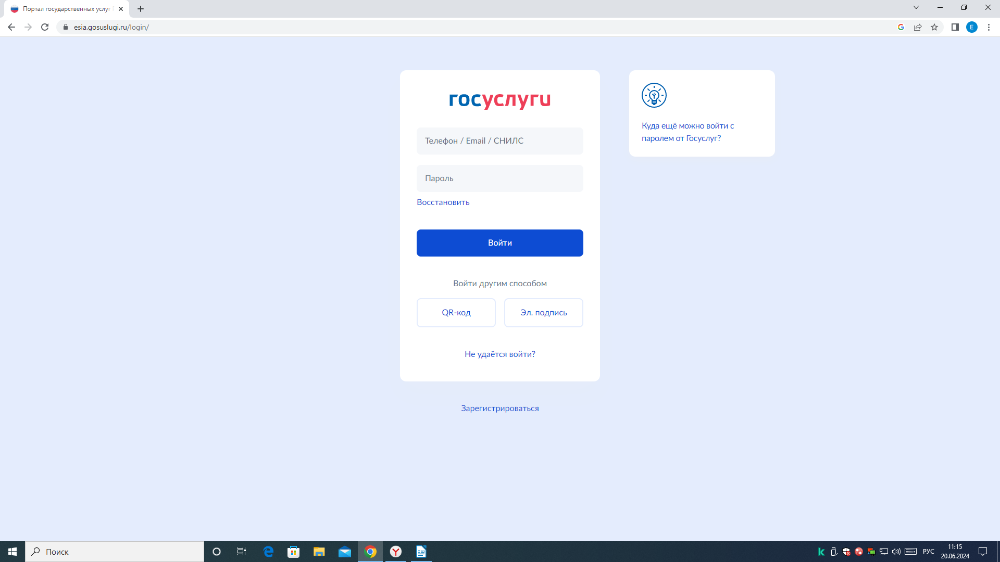 Портал государственных услуг
esia.gosuslugi.ru/login/
E
госуслуги
Телефон / Email / СНИЛС
Пароль
Восстановить
Войти
Войти другим способом
QR-код
Эл. подпись
Не удаётся войти?
Зарегистрироваться
Куда ещё можно войти с
паролем от Госуслуг?
Поиск
РУС
11:15
20.06.2024